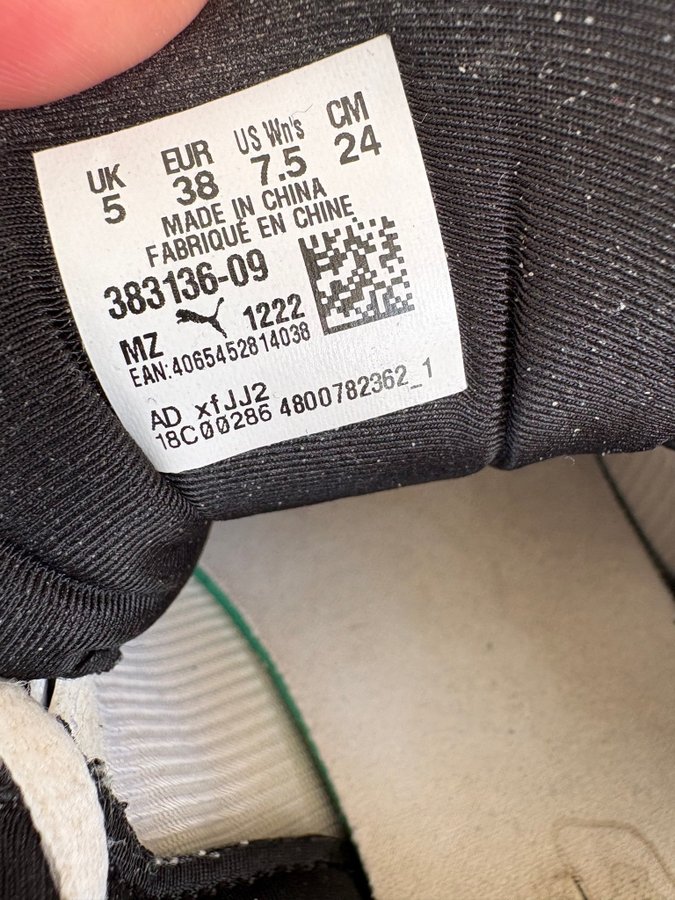 UK EUR US Wn's CM
5 38 7.5 24
MADE IN CHINA
FABRIQUÉ EN CHINE
383136-09
MZ 1222
EAN:4065452814038
AD xfJJ2
18C00286 4800782362_1